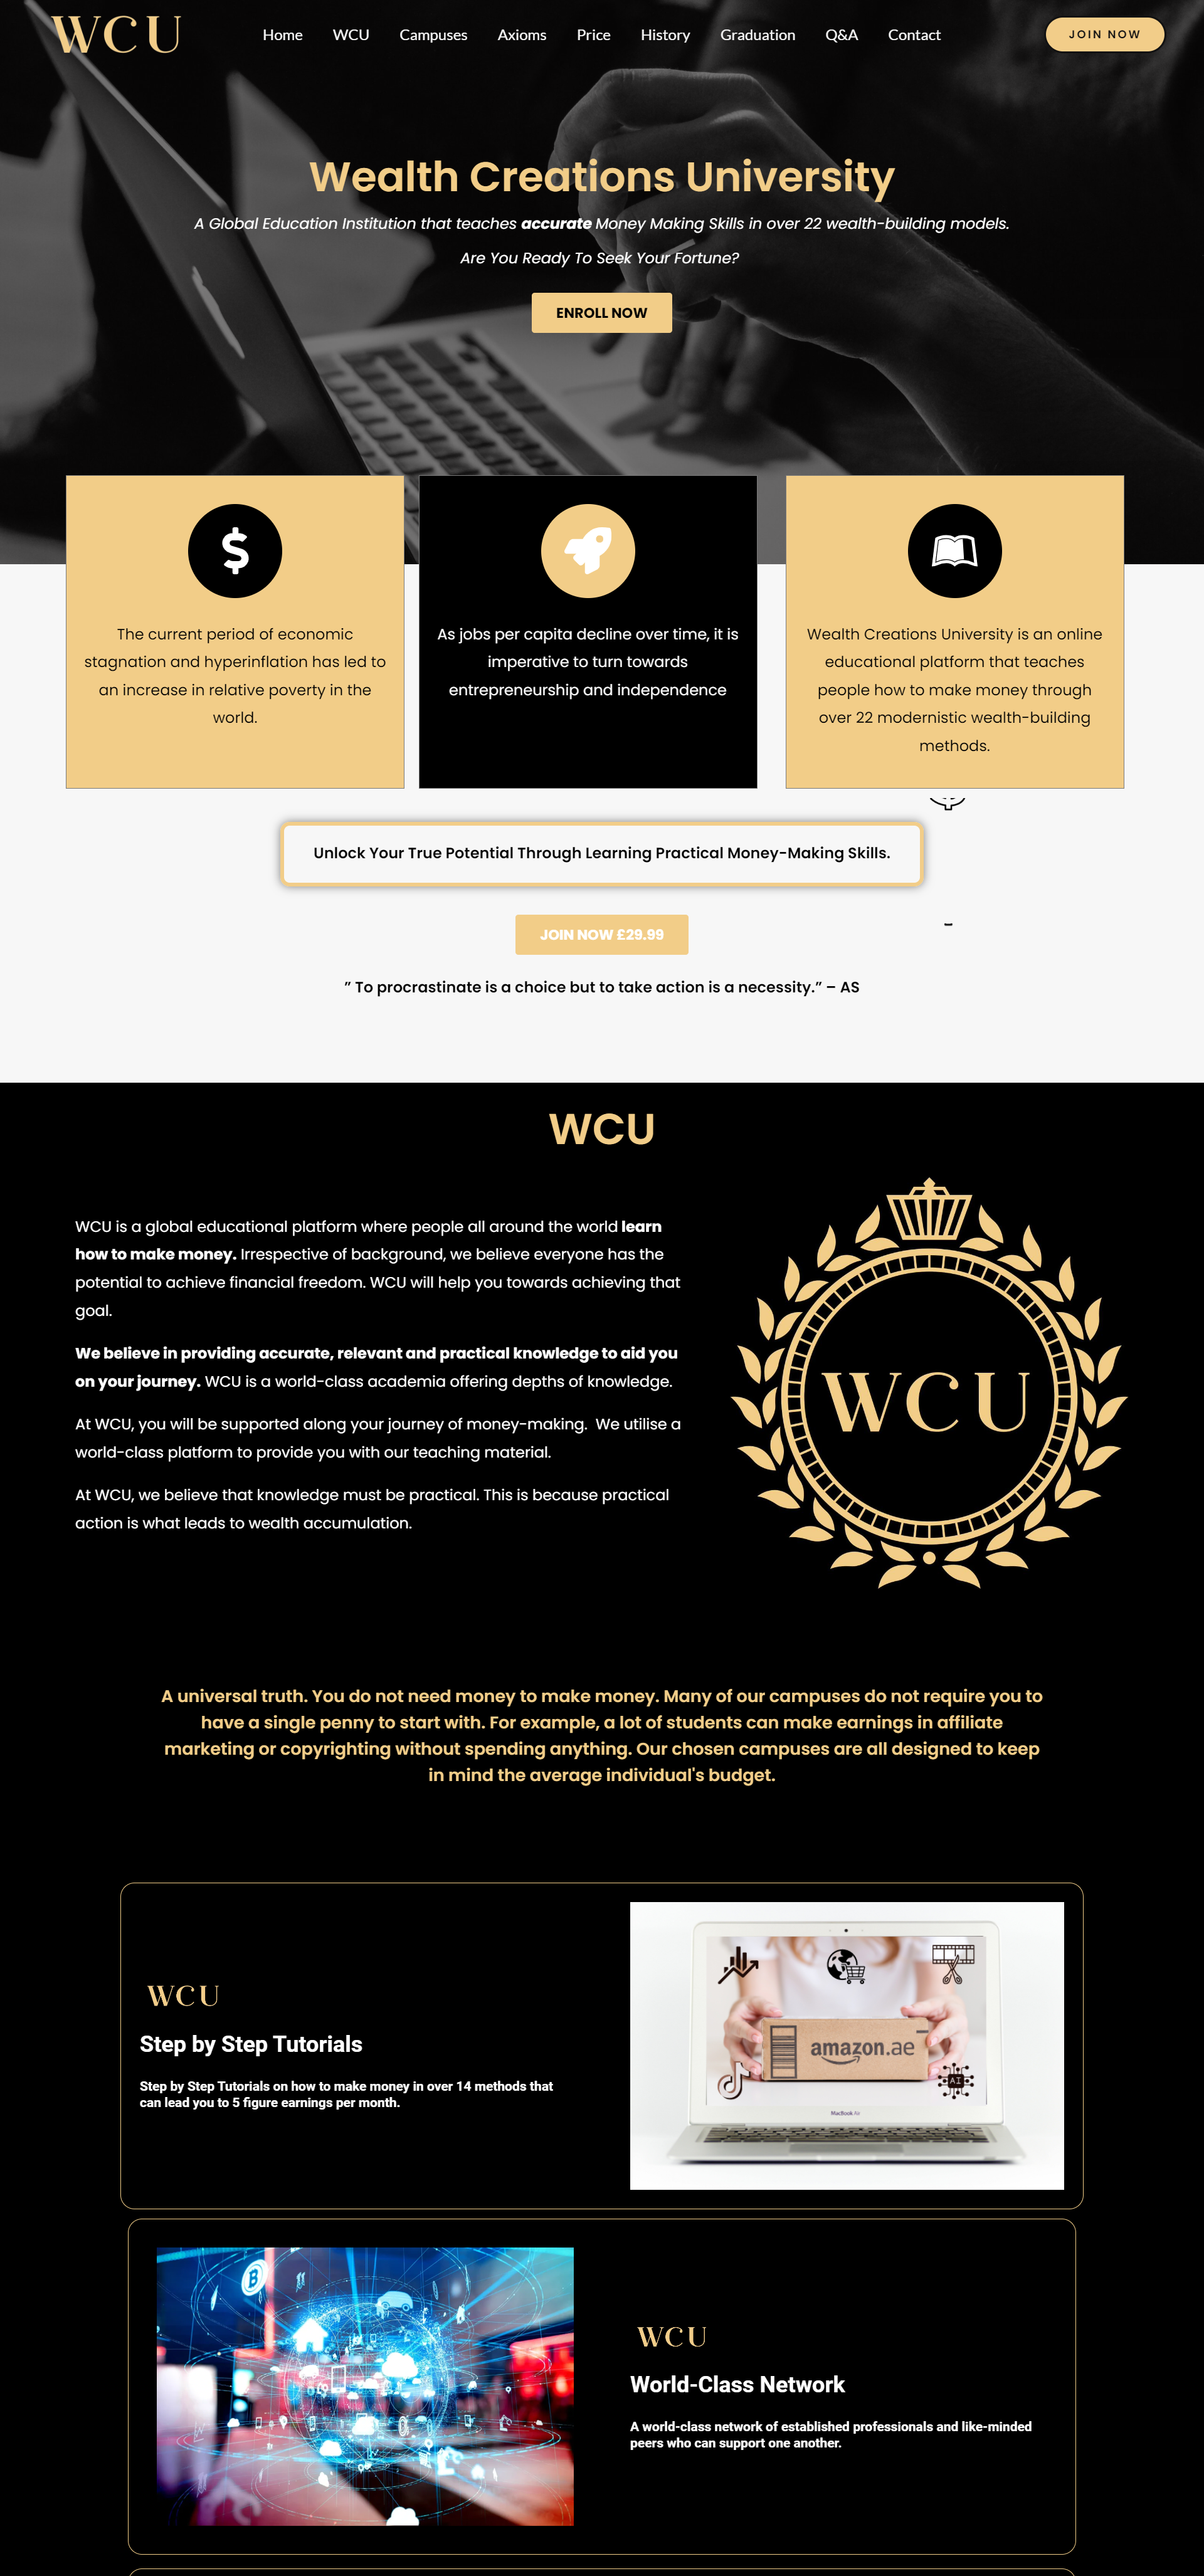 WCU
Home WCU Campuses Axioms Price History Graduation Q&A Contact
JOIN NOW
Wealth Creations University
A Global Education Institution that teaches accurate Money Making Skills in over 22 wealth-building models.
Are You Ready To Seek Your Fortune?
ENROLL NOW
The current period of economic
stagnation and hyperinflation has led to
an increase in relative poverty in the
world.
As jobs per capita decline over time, it is
imperative to turn towards
entrepreneurship and independence
Wealth Creations University is an online
educational platform that teaches
people how to make money through
over 22 modernistic wealth-building
methods.
Unlock Your True Potential Through Learning Practical Money-Making Skills.
JOIN NOW £29.99
” To procrastinate is a choice but to take action is a necessity.” – AS
WCU
WCU is a global educational platform where people all around the world learn
how to make money. Irrespective of background, we believe everyone has the
potential to achieve financial freedom. WCU will help you towards achieving that
goal.
We believe in providing accurate, relevant and practical knowledge to aid you
on your journey. WCU is a world-class academia offering depths of knowledge.
At WCU, you will be supported along your journey of money-making.  We utilise a
world-class platform to provide you with our teaching material.
At WCU, we believe that knowledge must be practical. This is because practical
action is what leads to wealth accumulation.
WCU
A universal truth. You do not need money to make money. Many of our campuses do not require you to
have a single penny to start with. For example, a lot of students can make earnings in affiliate
marketing or copyrighting without spending anything. Our chosen campuses are all designed to keep
in mind the average individual's budget.
WCU
Step by Step Tutorials
Step by Step Tutorials on how to make money in over 14 methods that
can lead you to 5 figure earnings per month.
amazon.ae
AI
MacBook Air
WCU
World-Class Network
A world-class network of established professionals and like-minded
peers who can support one another.